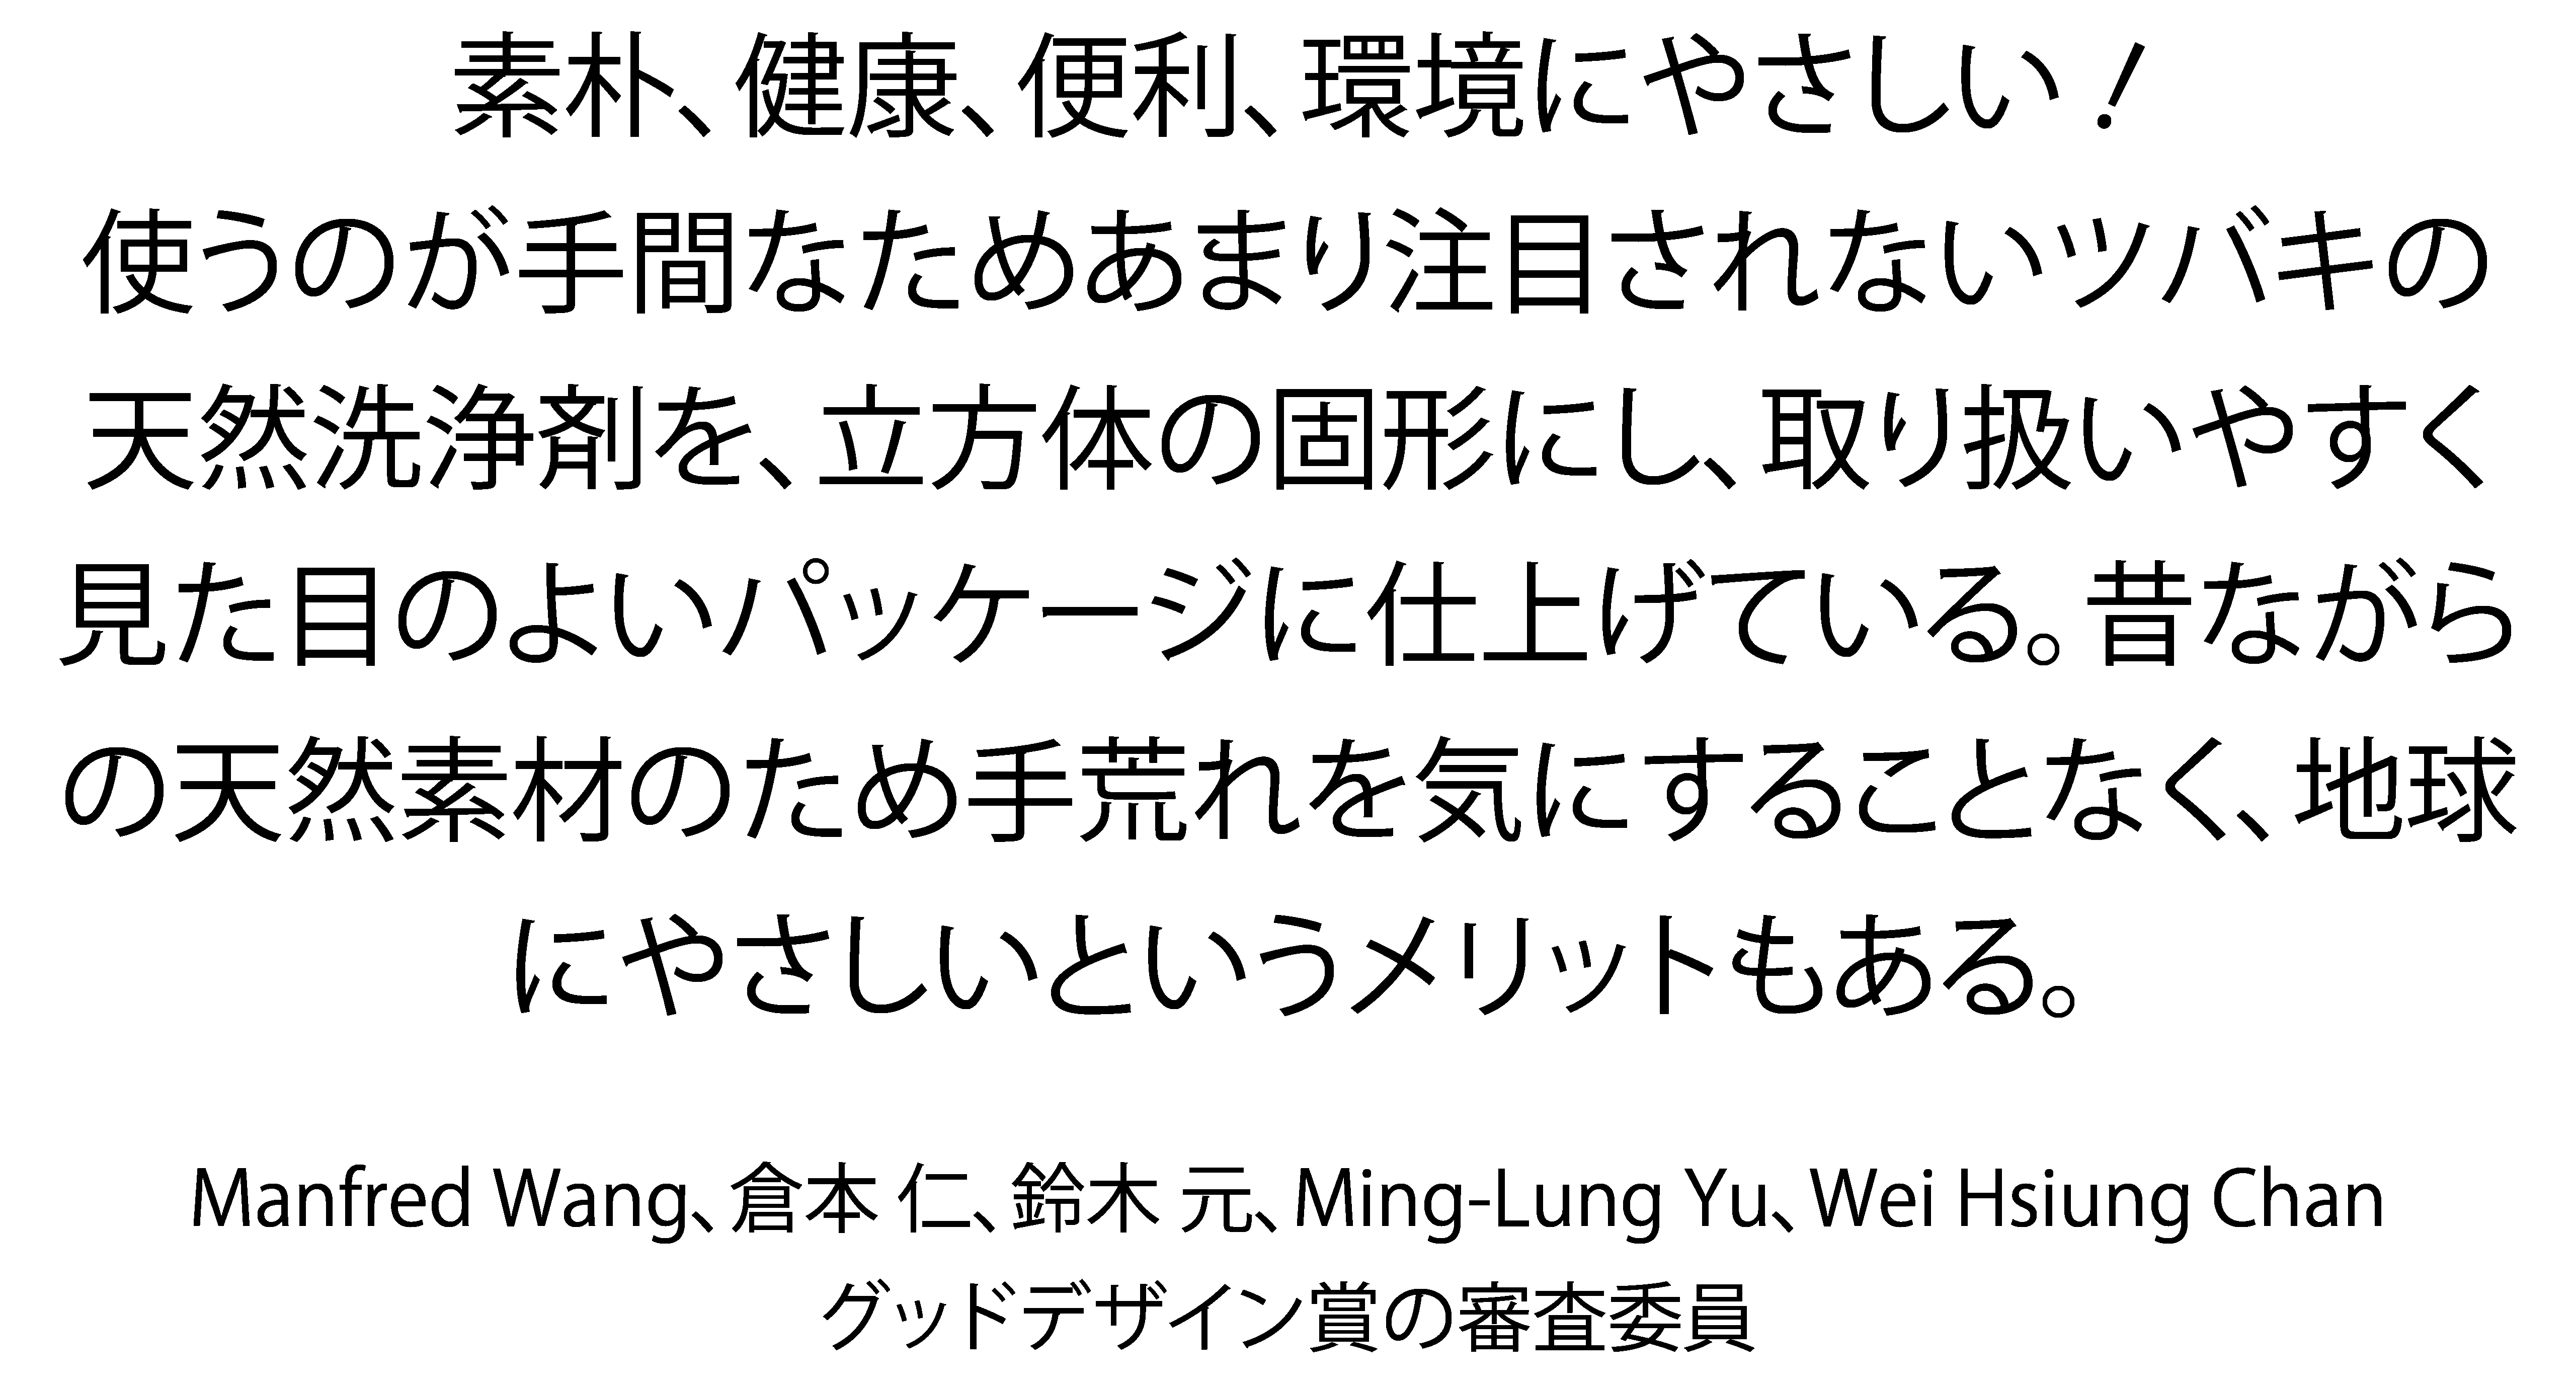 素朴、健康、便利、環境にやさしい！
使うのが手間なためあまり注目されないツバキの
天然洗浄剤を、立方体の固形にし、取り扱いやすく
見た目のよいパッケージに仕上げている。昔ながら
の天然素材のため手荒れを気にすることなく、地球
にやさしいというメリットもある。
Manfred Wang、倉本 仁、鈴木 元、Ming-Lung Yu、Wei Hsiung Chan
グッドデザイン賞の審査委員